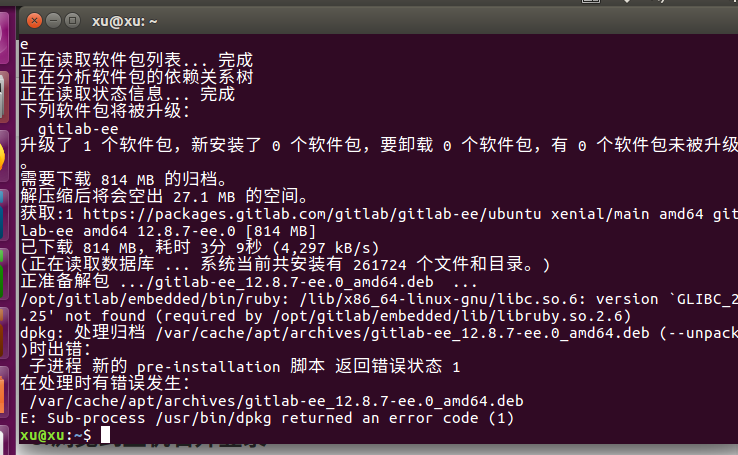 xu@xu: ~
e
正在读取软件包列表... 完成
正在分析软件包的依赖关系树
正在读取状态信息... 完成
下列软件包将被升级：
gitlab-ee
升级了 1 个软件包，新安装了 0 个软件包，要卸载 0 个软件包，有 0 个软件包未被升级
。
需要下载 814 MB 的归档。
解压缩后将会空出 27.1 MB 的空间。
获取:1 https://packages.gitlab.com/gitlab/gitlab-ee/ubuntu xenial/main amd64 git
lab-ee amd64 12.8.7-ee.0 [814 MB]
已下载 814 MB，耗时 3分 9秒 (4,297 kB/s)
(正在读取数据库 ... 系统当前共安装有 261724 个文件和目录。)
正准备解包 .../gitlab-ee_12.8.7-ee.0_amd64.deb ...
/opt/gitlab/embedded/bin/ruby: /lib/x86_64-linux-gnu/libc.so.6: version `GLIBC_2
.25' not found (required by /opt/gitlab/embedded/lib/libruby.so.2.6)
dpkg: 处理归档 /var/cache/apt/archives/gitlab-ee_12.8.7-ee.0_amd64.deb (--unpack
)时出错：
子进程 新的 pre-installation 脚本 返回错误状态 1
在处理时有错误发生：
/var/cache/apt/archives/gitlab-ee_12.8.7-ee.0_amd64.deb
E: Sub-process /usr/bin/dpkg returned an error code (1)
xu@xu:~$